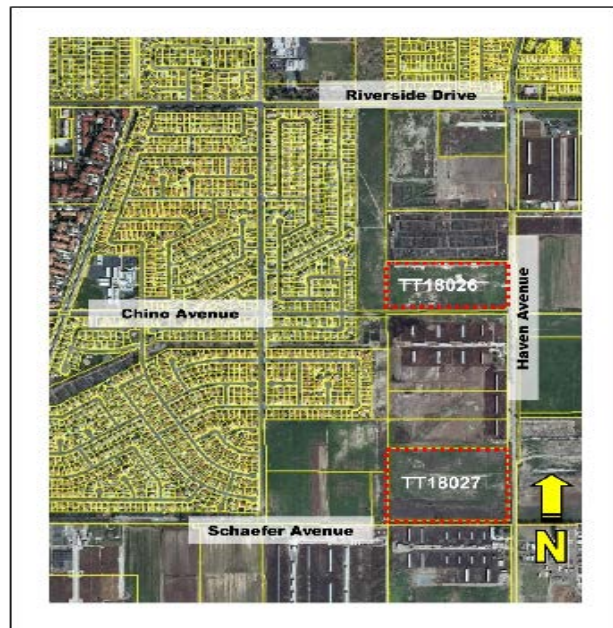 Riverside Drive
TT18026
Haven Avenue
Chino Avenue
TT18027
Schaefer Avenue
N